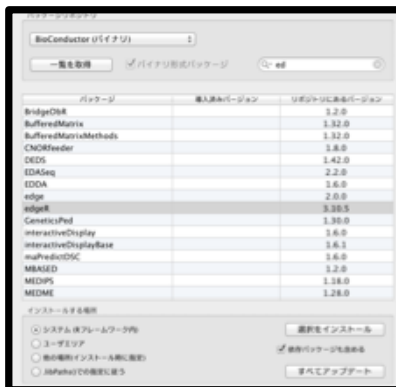 パッケージリポジトリ
BioConductor (バイナリ)
一覧を取得 バイナリ形式パッケージ ed
パッケージ 導入済みバージョン リポジトリにあるバージョン
BridgeDbR 1.2.0
BufferedMatrix 1.32.0
BufferedMatrixMethods 1.32.0
CNORfeeder 1.8.0
DEDS 1.42.0
EDASeq 2.2.0
EDDA 1.6.0
edge 2.0.0
edgeR 3.10.5
GeneticsPed 1.30.0
interactiveDisplay 1.6.0
interactiveDisplayBase 1.6.1
maPredictDSC 1.6.0
MBASED 1.2.0
MEDIPS 1.18.0
MEDME 1.28.0
インストールする場所
システム (Rフレームワーク内) 選択をインストール
ユーザエリア 依存パッケージも含める
他の場所(インストール時に指定)
.libPaths()での指定に従う すべてアップデート